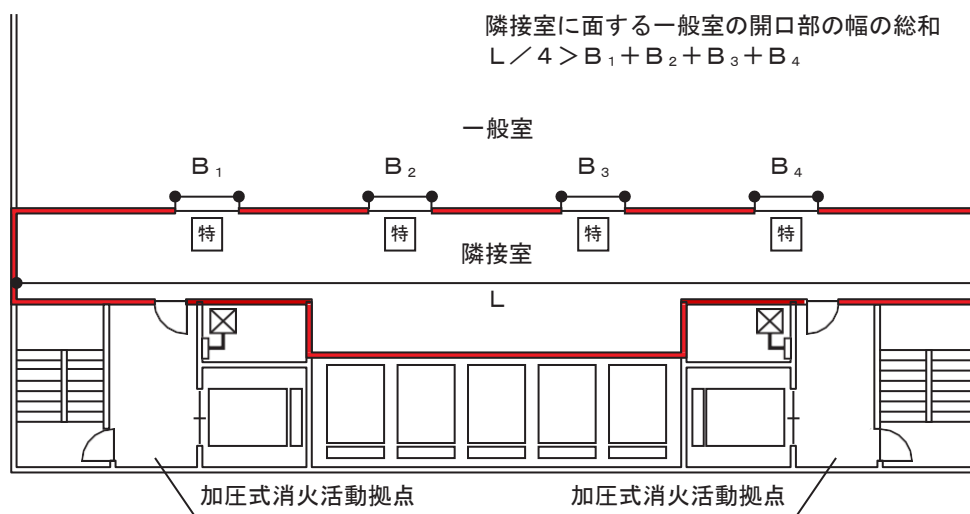 隣接室に面する一般室の開口部の幅の総和
L/4>B₁+B₂+B₃+B₄
一般室
B₁
B₂
B₃
B₄
特
特
特
特
隣接室
L
加圧式消火活動拠点
加圧式消火活動拠点